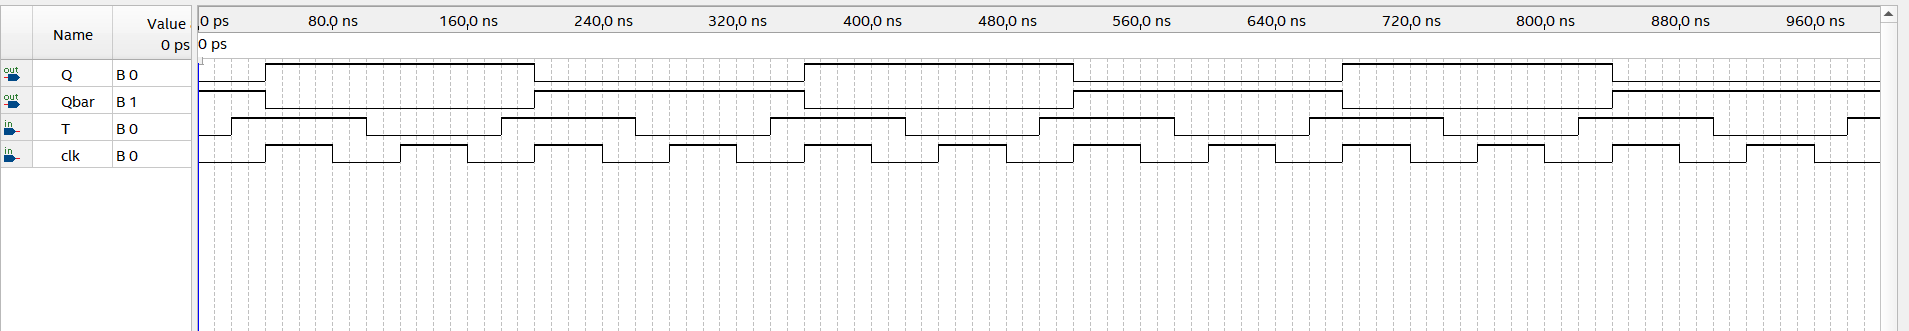 Name Value 0 ps 80.0 ns 160.0 ns 240.0 ns 320.0 ns 400.0 ns 480.0 ns 560.0 ns 640.0 ns 720.0 ns 800.0 ns 880.0 ns 960.0 ns
0 ps 0 ps
out Q B 0
out Qbar B 1
in T B 0
in clk B 0